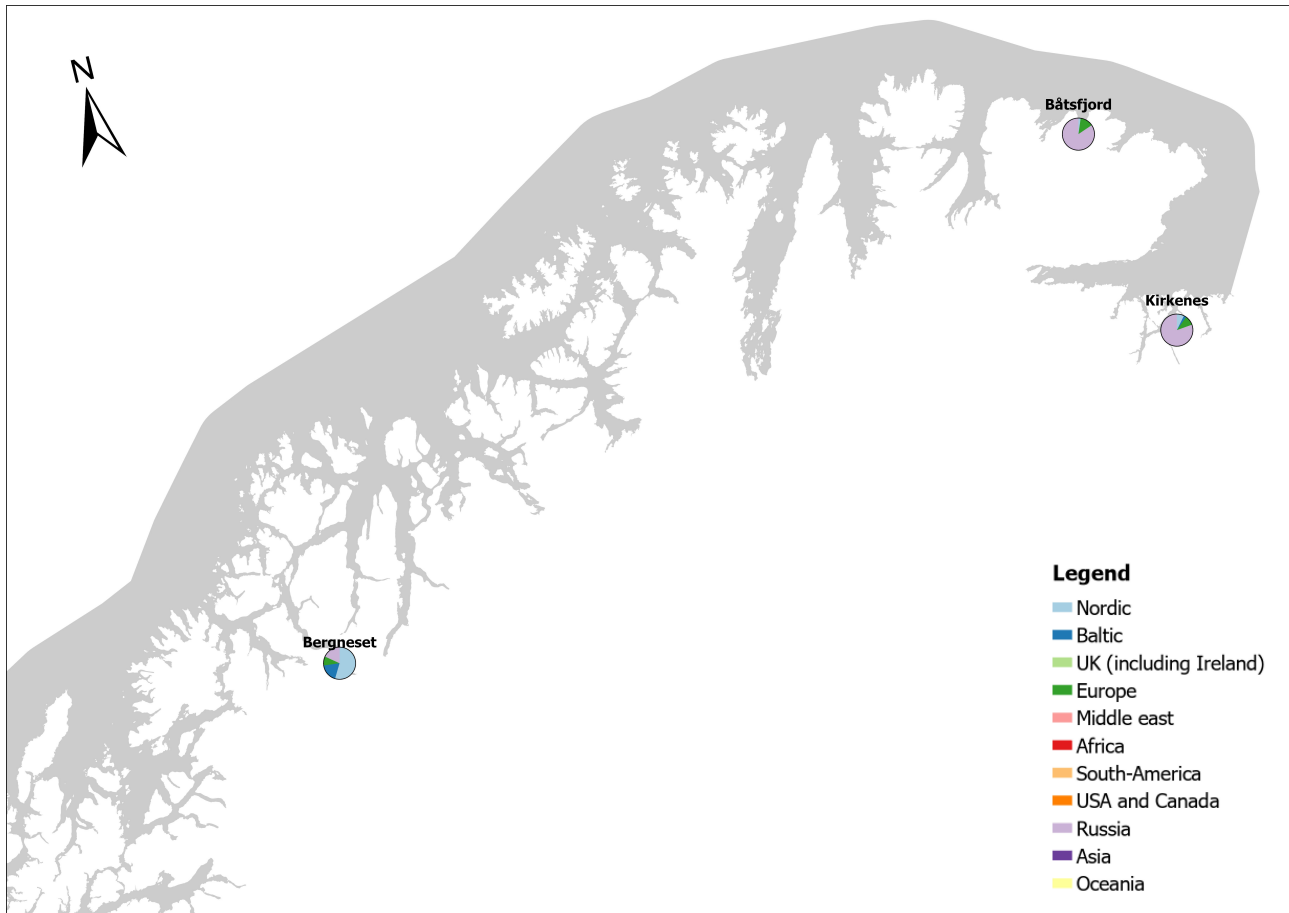 N
Båtsfjord
Kirkenes
Bergneset
Legend
Nordic
Baltic
UK (including Ireland)
Europe
Middle east
Africa
South-America
USA and Canada
Russia
Asia
Oceania